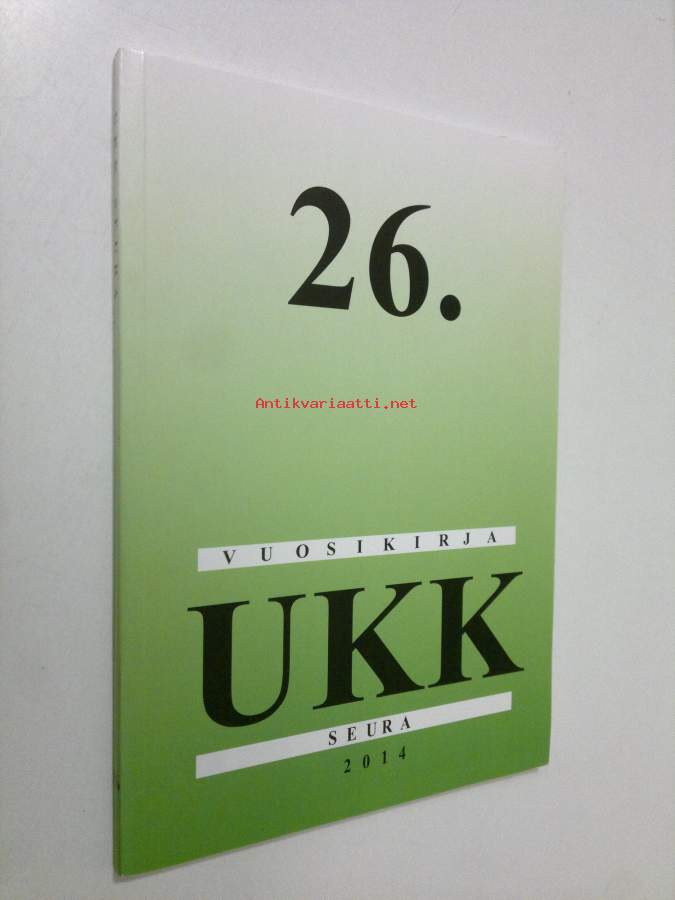 26.
Antikvariaatti.net
VUOSIKIRJA
UKK
SEURA
2014